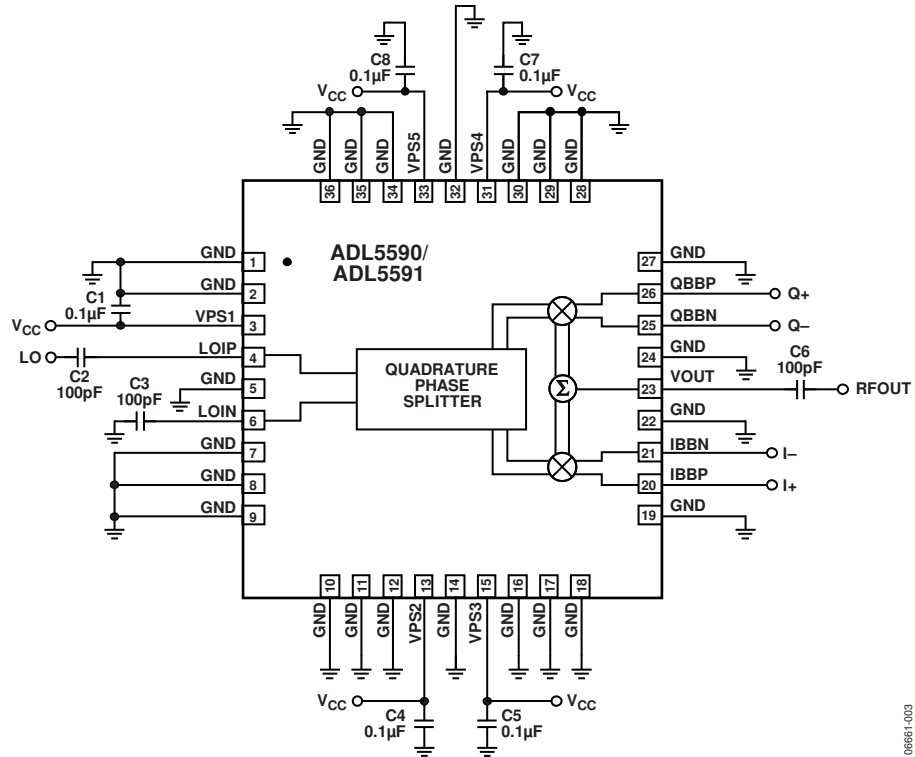 C8
0.1µF
C7
0.1µF
VCC
VCC
GND
GND
GND
VPS5
GND
VPS4
GND
GND
GND
36
35
34
33
32
31
30
29
28
ADL5590/
ADL5591
GND
1
GND
2
C1
0.1µF
VCC
VPS1
3
LO
C2
100pF
LOIP
4
GND
5
C3
100pF
LOIN
6
GND
7
GND
8
GND
9
QUADRATURE
PHASE
SPLITTER
Σ
27
GND
26
QBBP
Q+
25
QBBN
Q–
24
GND
C6
100pF
23
VOUT
RFOUT
22
GND
21
IBBN
I–
20
IBBP
I+
19
GND
10
11
12
13
14
15
16
17
18
GND
GND
GND
VPS2
GND
VPS3
GND
GND
GND
VCC
C4
0.1µF
C5
0.1µF
VCC
06661-003